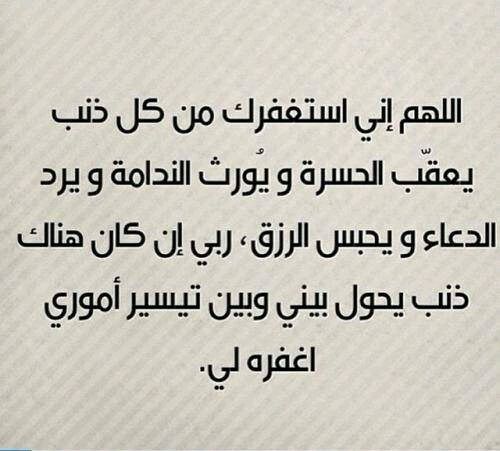 اللهم إني استغفرك من كل ذنب
يعقّب الحسرة و يُورث الندامة و يرد
الدعاء و يحبس الرزق، ربي إن كان هناك
ذنب يحول بيني وبين تيسير أموري
اغفره لي.